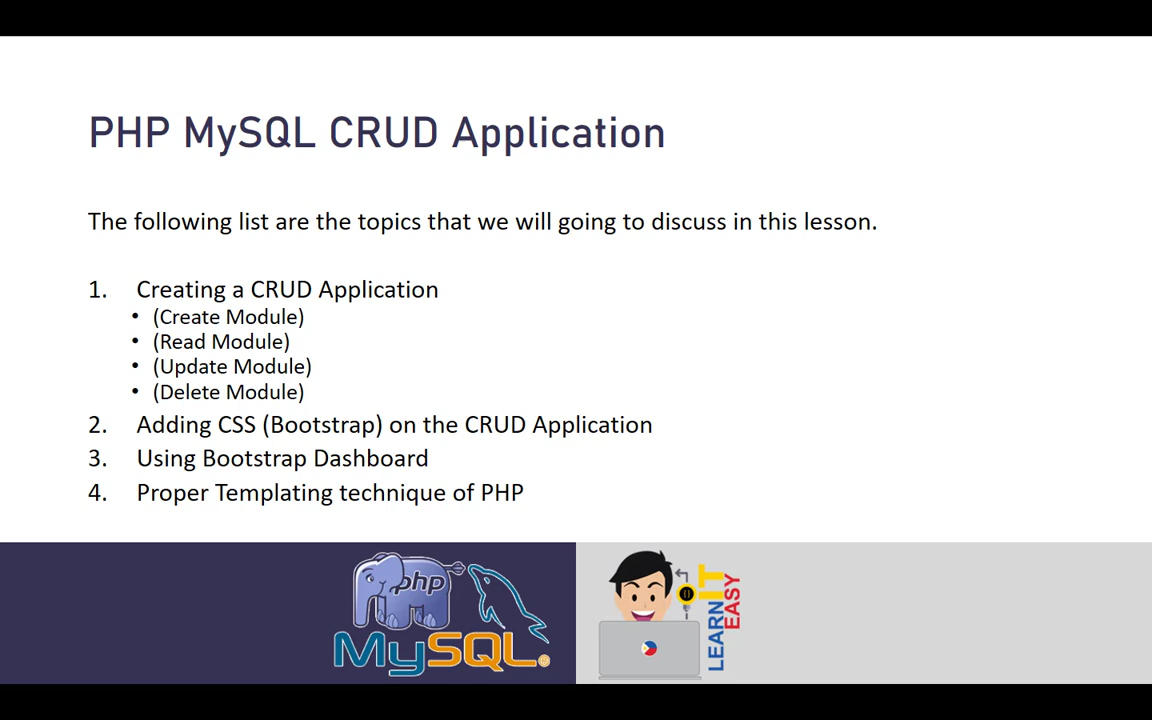 PHP MySQL CRUD Application
The following list are the topics that we will going to discuss in this lesson.
1. Creating a CRUD Application
• (Create Module)
• (Read Module)
• (Update Module)
• (Delete Module)
2. Adding CSS (Bootstrap) on the CRUD Application
3. Using Bootstrap Dashboard
4. Proper Templating technique of PHP
php
MySQL
LEARN IT
EASY